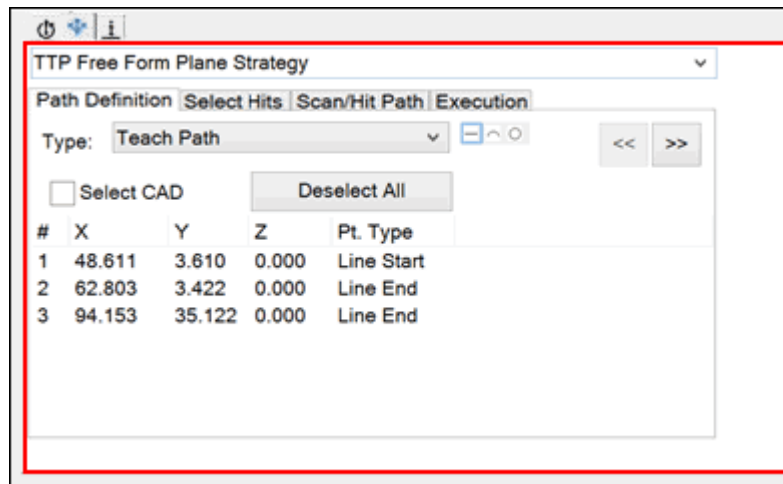 TTP Free Form Plane Strategy
Path Definition Select Hits Scan/Hit Path Execution
Type: Teach Path << >>
Select CAD Deselect All
# X Y Z Pt. Type
1 48.611 3.610 0.000 Line Start
2 62.803 3.422 0.000 Line End
3 94.153 35.122 0.000 Line End